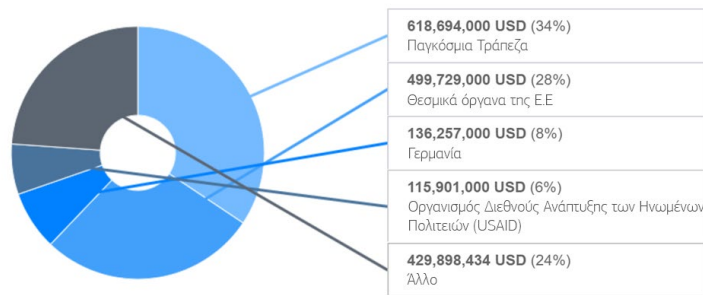 618,694,000 USD (34%)
Παγκόσμια Τράπεζα
499,729,000 USD (28%)
Θεσμικά όργανα της Ε.Ε
136,257,000 USD (8%)
Γερμανία
115,901,000 USD (6%)
Οργανισμός Διεθνούς Ανάπτυξης των Ηνωμένων
Πολιτειών (USAID)
429,898,434 USD (24%)
Άλλο